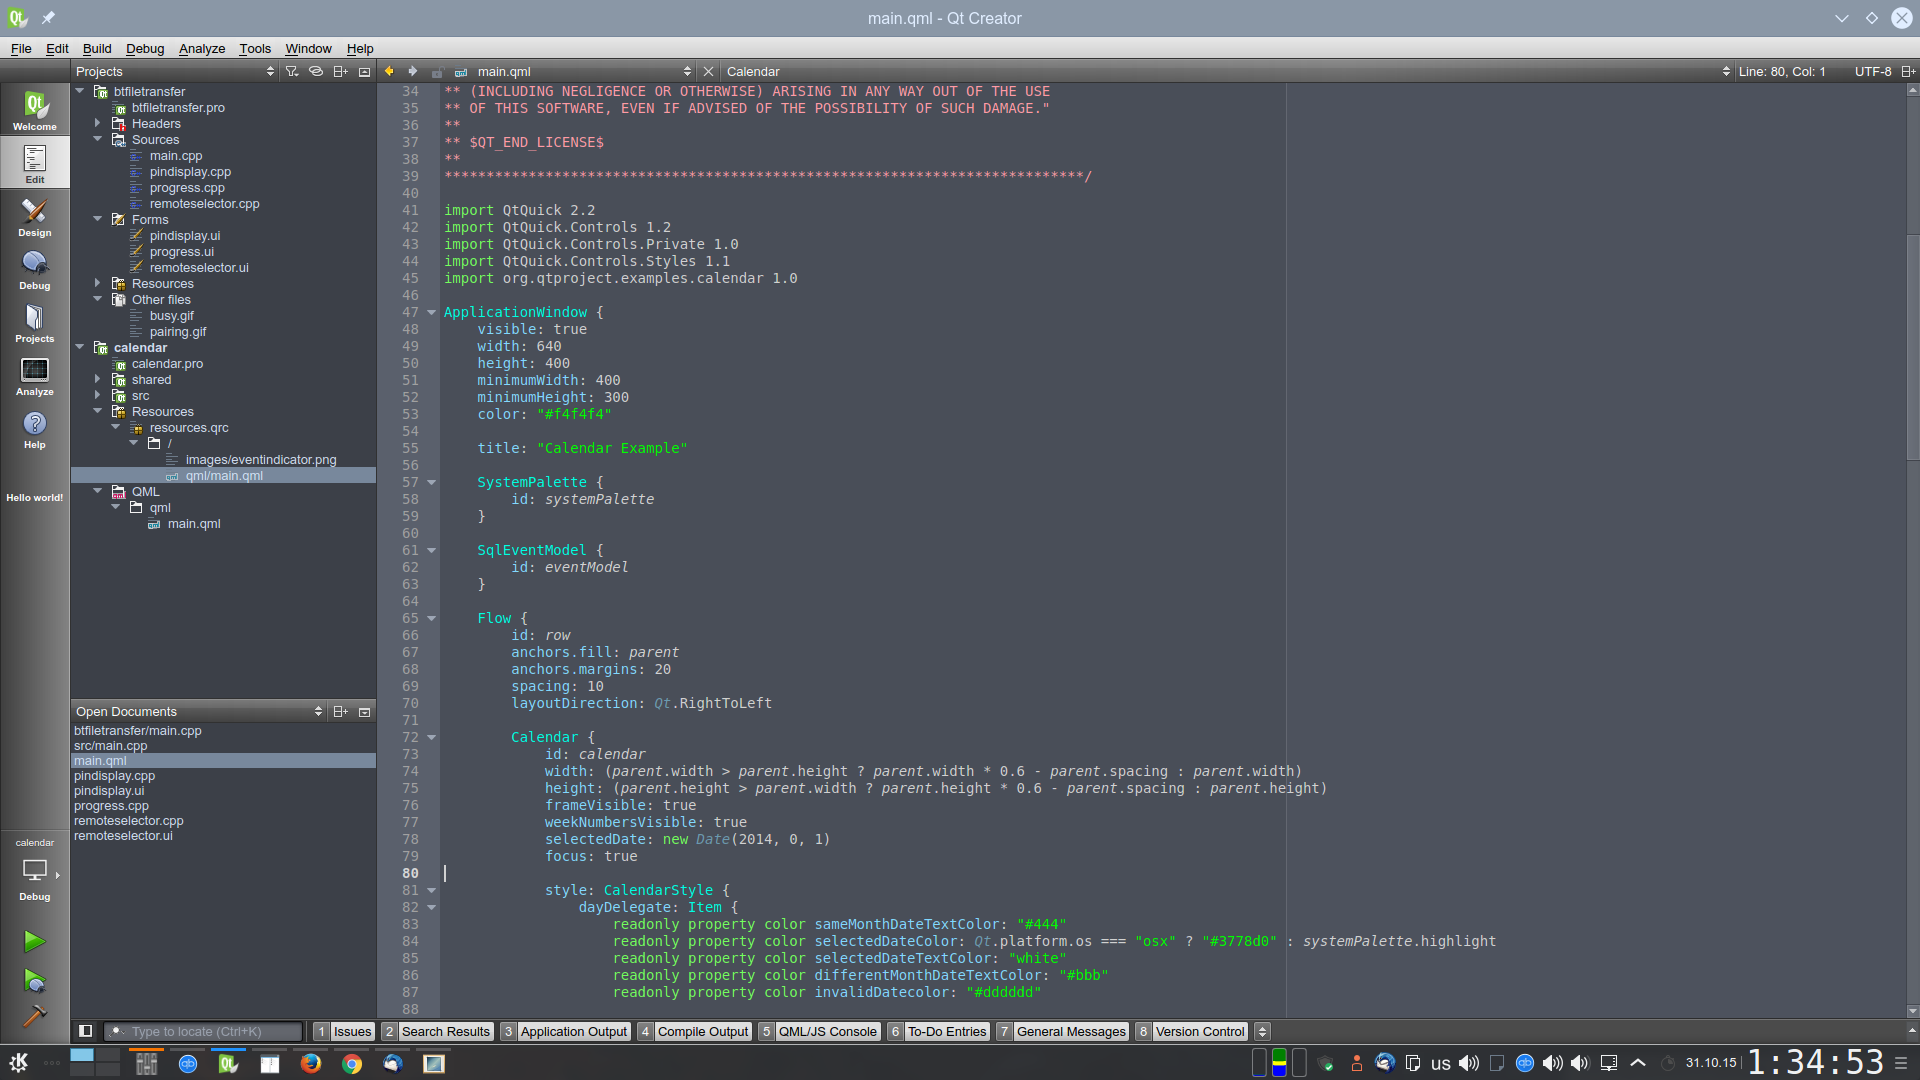 main.qml - Qt Creator
File Edit Build Debug Analyze Tools Window Help
Projects
main.qml
Calendar
Line: 80, Col: 1
UTF-8
Welcome
Edit
Design
Debug
Projects
Analyze
Help
Hello world!
calendar
Debug
btfiletransfer
btfiletransfer.pro
Headers
Sources
main.cpp
pindisplay.cpp
progress.cpp
remoteselector.cpp
Forms
pindisplay.ui
progress.ui
remoteselector.ui
Resources
Other files
busy.gif
pairing.gif
calendar
calendar.pro
shared
src
Resources
resources.qrc
/
images/eventindicator.png
qml/main.qml
QML
qml
main.qml
Open Documents
btfiletransfer/main.cpp
src/main.cpp
main.qml
pindisplay.cpp
pindisplay.ui
progress.cpp
remoteselector.cpp
remoteselector.ui
34 ** (INCLUDING NEGLIGENCE OR OTHERWISE) ARISING IN ANY WAY OUT OF THE USE
35 ** OF THIS SOFTWARE, EVEN IF ADVISED OF THE POSSIBILITY OF SUCH DAMAGE."
36 **
37 ** $QT_END_LICENSE$
38 **
39 ****************************************************************************/
40
41 import QtQuick 2.2
42 import QtQuick.Controls 1.2
43 import QtQuick.Controls.Private 1.0
44 import QtQuick.Controls.Styles 1.1
45 import org.qtproject.examples.calendar 1.0
46
47 ApplicationWindow {
48 visible: true
49 width: 640
50 height: 400
51 minimumWidth: 400
52 minimumHeight: 300
53 color: "#f4f4f4"
54
55 title: "Calendar Example"
56
57 SystemPalette {
58 id: systemPalette
59 }
60
61 SqlEventModel {
62 id: eventModel
63 }
64
65 Flow {
66 id: row
67 anchors.fill: parent
68 anchors.margins: 20
69 spacing: 10
70 layoutDirection: Qt.RightToLeft
71
72 Calendar {
73 id: calendar
74 width: (parent.width > parent.height ? parent.width * 0.6 - parent.spacing : parent.width)
75 height: (parent.height > parent.width ? parent.height * 0.6 - parent.spacing : parent.height)
76 frameVisible: true
77 weekNumbersVisible: true
78 selectedDate: new Date(2014, 0, 1)
79 focus: true
80
81 style: CalendarStyle {
82 dayDelegate: Item {
83 readonly property color sameMonthDateTextColor: "#444"
84 readonly property color selectedDateColor: Qt.platform.os === "osx" ? "#3778d0" : systemPalette.highlight
85 readonly property color selectedDateTextColor: "white"
86 readonly property color differentMonthDateTextColor: "#bbb"
87 readonly property color invalidDatecolor: "#dddddd"
88
Type to locate (Ctrl+K)
1 Issues 2 Search Results 3 Application Output 4 Compile Output 5 QML/JS Console 6 To-Do Entries 7 General Messages 8 Version Control
us 31.10.15 1:34:53